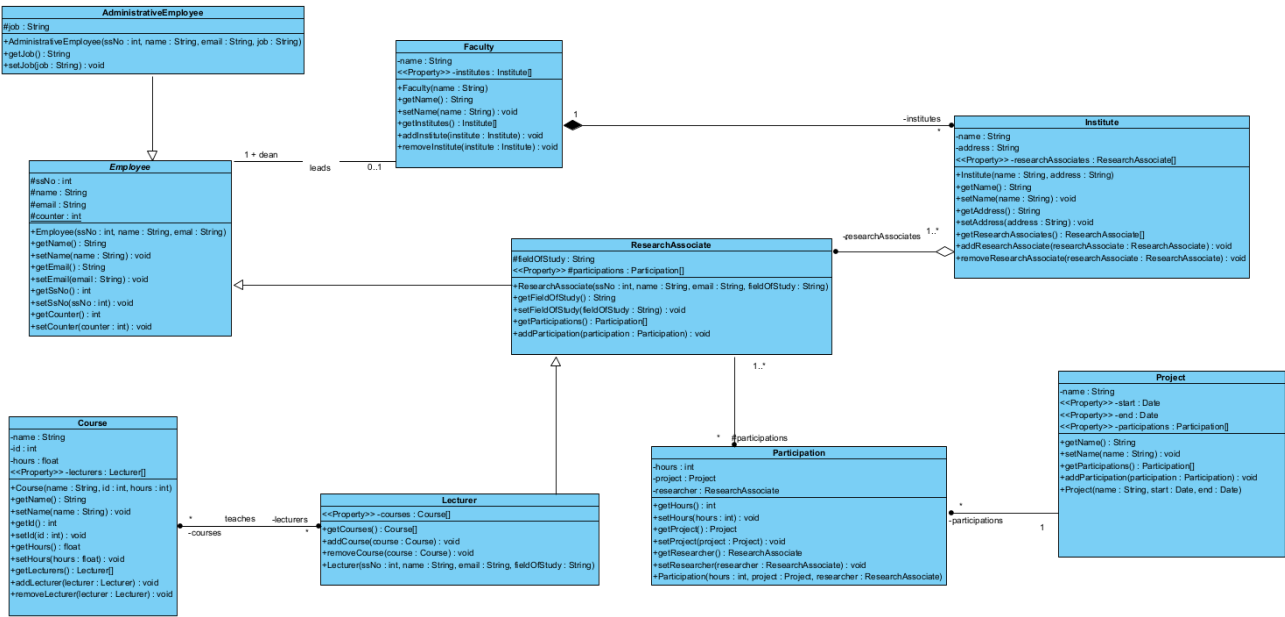 AdministrativeEmployee
#job : String
+AdministrativeEmployee(ssNo : int, name : String, email : String, job : String)
+getJob() : String
+setJob(job : String) : void
Faculty
-name : String
<<Property>> -institutes : Institute[]
+Faculty(name : String)
+getName() : String
+setName(name : String) : void
+getInstitutes() : Institute[]
+addInstitute(institute : Institute) : void
+removeInstitute(institute : Institute) : void
1
-institutes
*
Institute
-name : String
-address : String
<<Property>> -researchAssociates : ResearchAssociate[]
+Institute(name : String, address : String)
+getName() : String
+setName(name : String) : void
+getAddress() : String
+setAddress(address : String) : void
+getResearchAssociates() : ResearchAssociate[]
+addResearchAssociate(researchAssociate : ResearchAssociate) : void
+removeResearchAssociate(researchAssociate : ResearchAssociate) : void
1 + dean
leads
0..1
Employee
#ssNo : int
#name : String
#email : String
#counter : int
+Employee(ssNo : int, name : String, emal : String)
+getName() : String
+setName(name : String) : void
+getEmail() : String
+setEmail(email : String) : void
+getSsNo() : int
+setSsNo(ssNo : int) : void
+getCounter() : int
+setCounter(counter : int) : void
-researchAssociates
1..*
ResearchAssociate
#fieldOfStudy : String
<<Property>> #participations : Participation[]
+ResearchAssociate(ssNo : int, name : String, email : String, fieldOfStudy : String)
+getFieldOfStudy() : String
+setFieldOfStudy(fieldOfStudy : String) : void
+getParticipations() : Participation[]
+addParticipation(participation : Participation) : void
1..*
* #participations
Project
-name : String
<<Property>> -start : Date
<<Property>> -end : Date
<<Property>> -participations : Participation[]
+getName() : String
+setName(name : String) : void
+getParticipations() : Participation[]
+addParticipation(participation : Participation) : void
+Project(name : String, start : Date, end : Date)
Course
-name : String
-id : int
-hours : float
<<Property>> -lecturers : Lecturer[]
+Course(name : String, id : int, hours : int)
+getName() : String
+setName(name : String) : void
+getId() : int
+setId(id : int) : void
+getHours() : float
+setHours(hours : float) : void
+getLecturers() : Lecturer[]
+addLecturer(lecturer : Lecturer) : void
+removeLecturer(lecturer : Lecturer) : void
* teaches -lecturers
-courses *
Lecturer
<<Property>> -courses : Course[]
+getCourses() : Course[]
+addCourse(course : Course) : void
+removeCourse(course : Course) : void
+Lecturer(ssNo : int, name : String, email : String, fieldOfStudy : String)
Participation
-hours : int
-project : Project
-researcher : ResearchAssociate
+getHours() : int
+setHours(hours : int) : void
+getProject() : Project
+setProject(project : Project) : void
+getResearcher() : ResearchAssociate
+setResearcher(researcher : ResearchAssociate) : void
+Participation(hours : int, project : Project, researcher : ResearchAssociate)
*
-participations
1